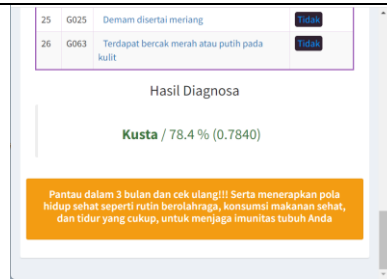 25 G025 Demam disertai meriang Tidak
26 G063 Terdapat bercak merah atau putih pada Tidak
kulit
Hasil Diagnosa
Kusta / 78.4 % (0.7840)
Pantau dalam 3 bulan dan cek ulang!!! Serta menerapkan pola
hidup sehat seperti rutin berolahraga, konsumsi makanan sehat,
dan tidur yang cukup, untuk menjaga imunitas tubuh Anda